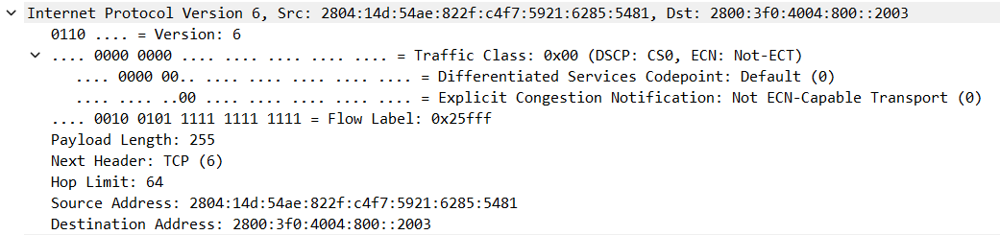 Internet Protocol Version 6, Src: 2804:14d:54ae:822f:c4f7:5921:6285:5481, Dst: 2800:3f0:4004:800::2003
0110 .... = Version: 6
.... 0000 0000 .... .... .... .... .... = Traffic Class: 0x00 (DSCP: CS0, ECN: Not-ECT)
.... 0000 00.. .... .... .... .... .... = Differentiated Services Codepoint: Default (0)
.... .... ..00 .... .... .... .... .... = Explicit Congestion Notification: Not ECN-Capable Transport (0)
.... 0010 0101 1111 1111 1111 = Flow Label: 0x25fff
Payload Length: 255
Next Header: TCP (6)
Hop Limit: 64
Source Address: 2804:14d:54ae:822f:c4f7:5921:6285:5481
Destination Address: 2800:3f0:4004:800::2003